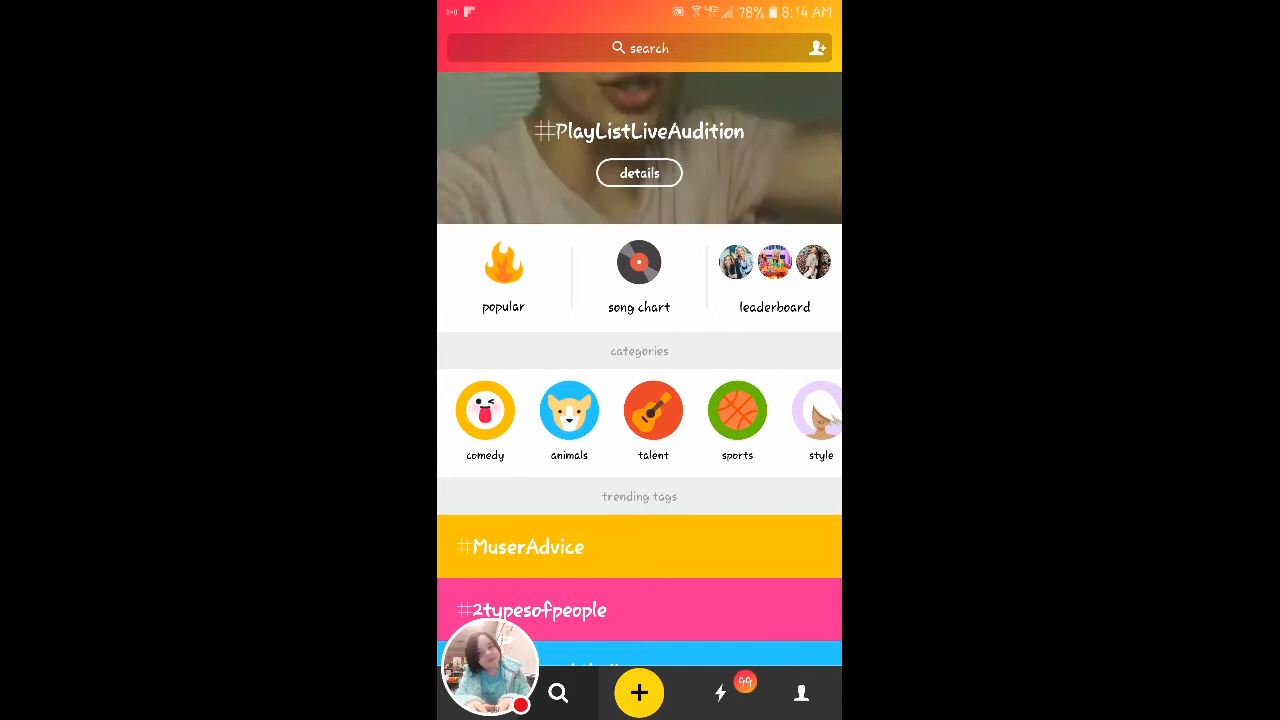 4G 78% 8:14 AM
search
#PlayListLiveAudition
details
popular song chart leaderboard
categories
comedy animals talent sports style
trending tags
#MuserAdvice
#2typesofpeople
99